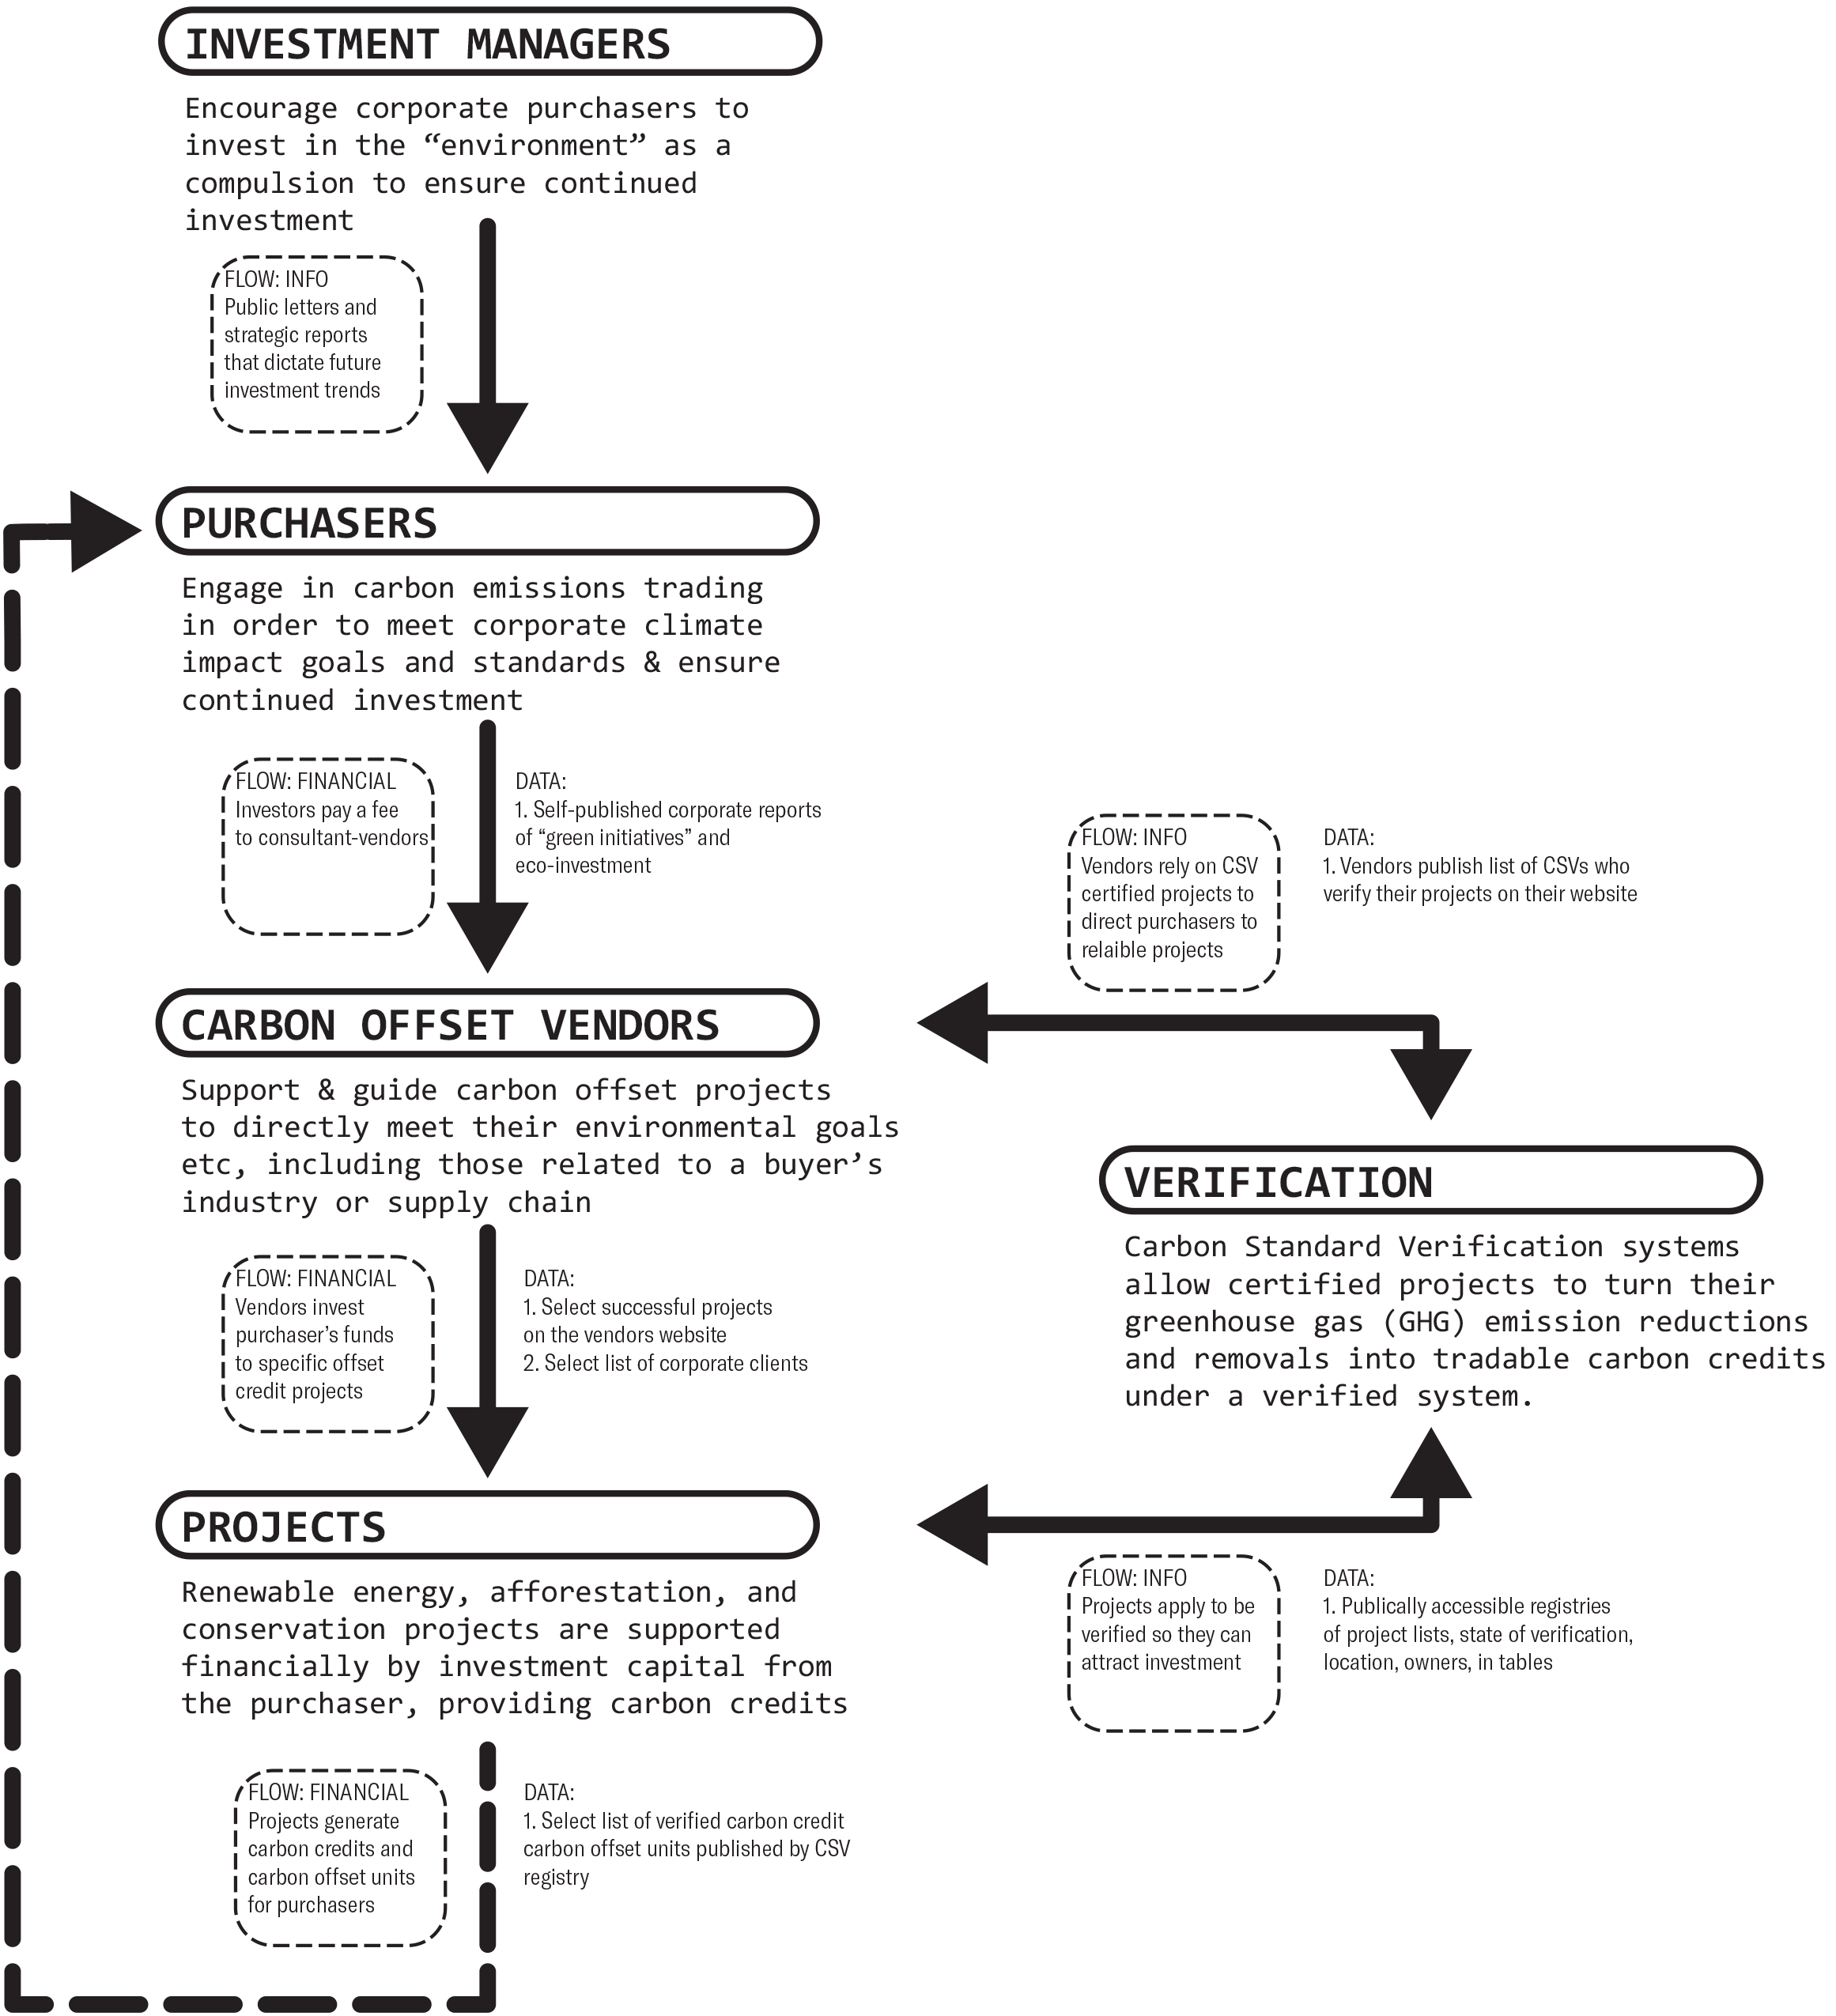 INVESTMENT MANAGERS
Encourage corporate purchasers to
invest in the “environment” as a
compulsion to ensure continued
investment
FLOW: INFO
Public letters and
strategic reports
that dictate future
investment trends
PURCHASERS
Engage in carbon emissions trading
in order to meet corporate climate
impact goals and standards & ensure
continued investment
FLOW: FINANCIAL
Investors pay a fee
to consultant-vendors
DATA:
1. Self-published corporate reports
of “green initiatives” and
eco-investment
FLOW: INFO
Vendors rely on CSV
certified projects to
direct purchasers to
relaible projects
DATA:
1. Vendors publish list of CSVs who
verify their projects on their website
CARBON OFFSET VENDORS
Support & guide carbon offset projects
to directly meet their environmental goals
etc, including those related to a buyer’s
industry or supply chain
VERIFICATION
Carbon Standard Verification systems
allow certified projects to turn their
greenhouse gas (GHG) emission reductions
and removals into tradable carbon credits
under a verified system.
FLOW: FINANCIAL
Vendors invest
purchaser’s funds
to specific offset
credit projects
DATA:
1. Select successful projects
on the vendors website
2. Select list of corporate clients
PROJECTS
Renewable energy, afforestation, and
conservation projects are supported
financially by investment capital from
the purchaser, providing carbon credits
FLOW: INFO
Projects apply to be
verified so they can
attract investment
DATA:
1. Publically accessible registries
of project lists, state of verification,
location, owners, in tables
FLOW: FINANCIAL
Projects generate
carbon credits and
carbon offset units
for purchasers
DATA:
1. Select list of verified carbon credit
carbon offset units published by CSV
registry